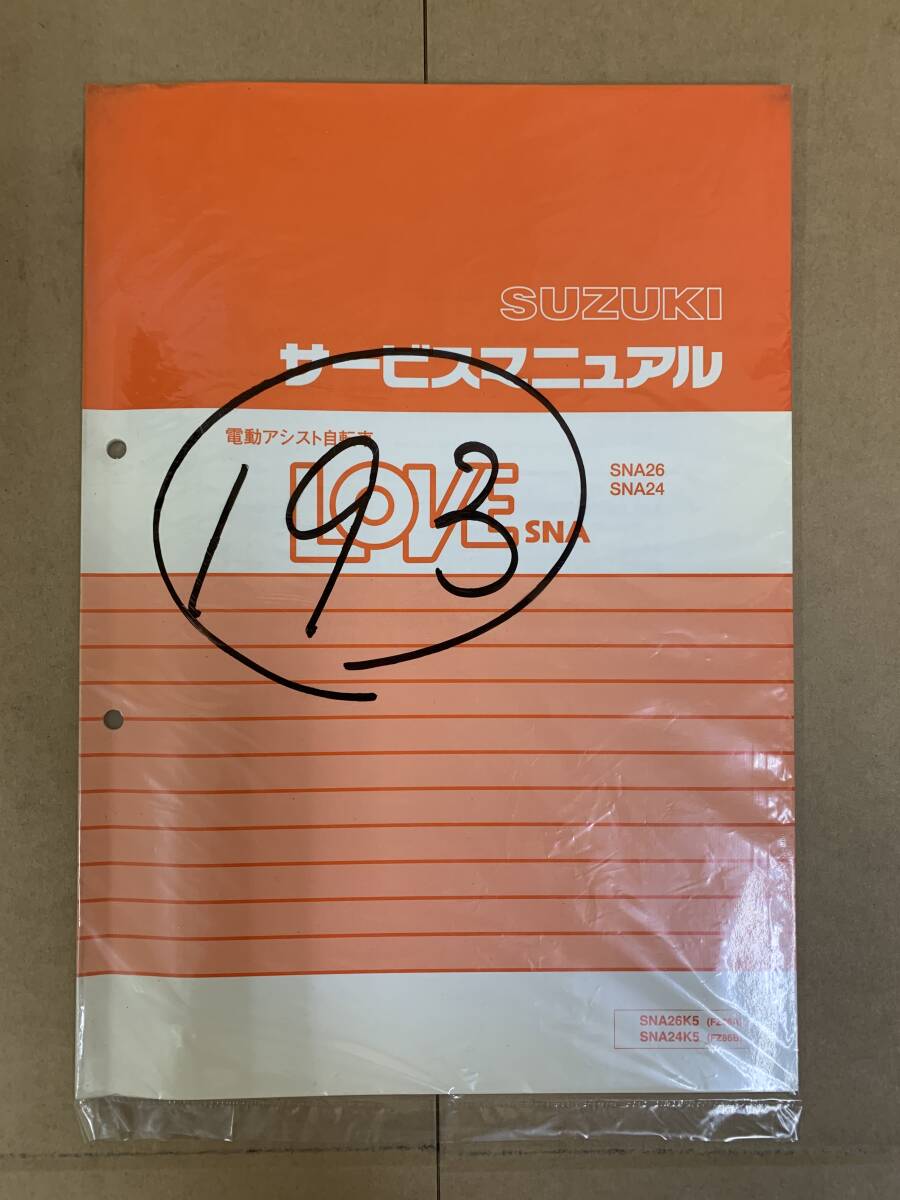 SUZUKI
サービスマニュアル
電動アシスト自転車
LOVE SNA
SNA26
SNA24
193
SNA26K5
SNA24K5